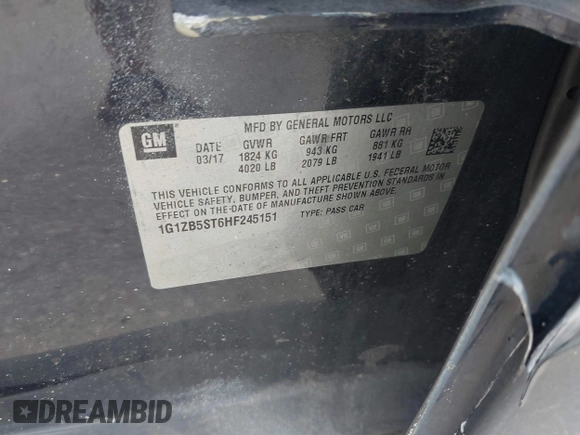 GM
MFD BY GENERAL MOTORS LLC
DATE GVWR GAWR FRT GAWR RR
03/17 1824 KG 943 KG 881 KG
4020 LB 2079 LB 1941 LB
THIS VEHICLE CONFORMS TO ALL APPLICABLE U.S. FEDERAL MOTOR
VEHICLE SAFETY, BUMPER, AND THEFT PREVENTION STANDARDS IN
EFFECT ON THE DATE OF MANUFACTURE SHOWN ABOVE.
1G1ZB5ST6HF245151 TYPE: PASS CAR
DREAMBID